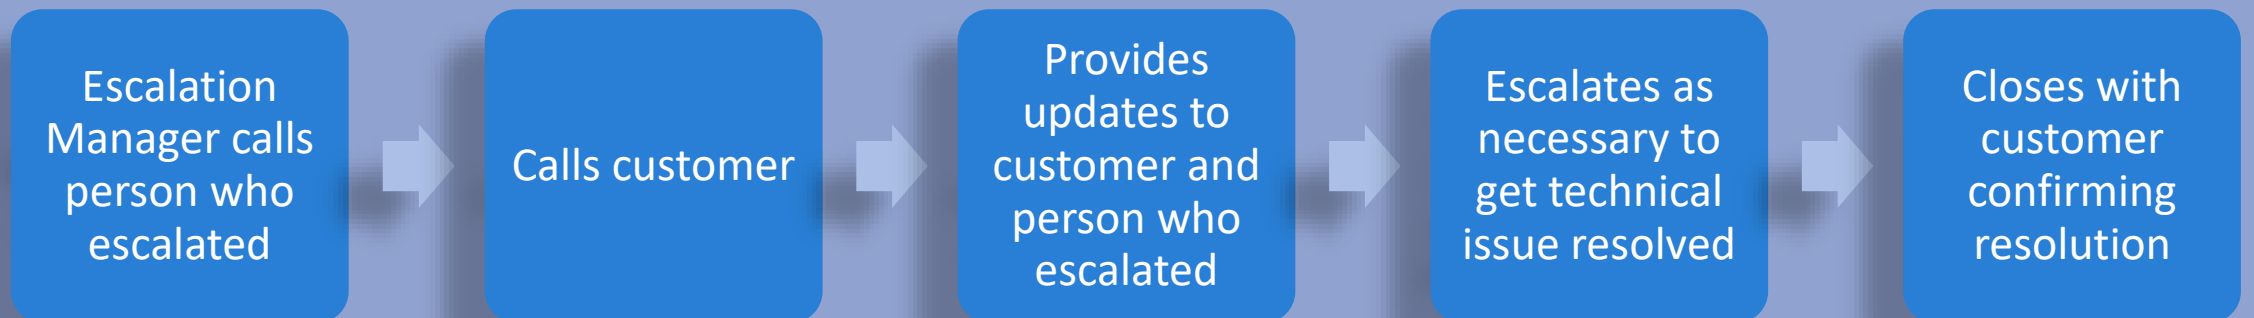 Escalation
Manager calls
person who
escalated
Calls customer
Provides
updates to
customer and
person who
escalated
Escalates as
necessary to
get technical
issue resolved
Closes with
customer
confirming
resolution